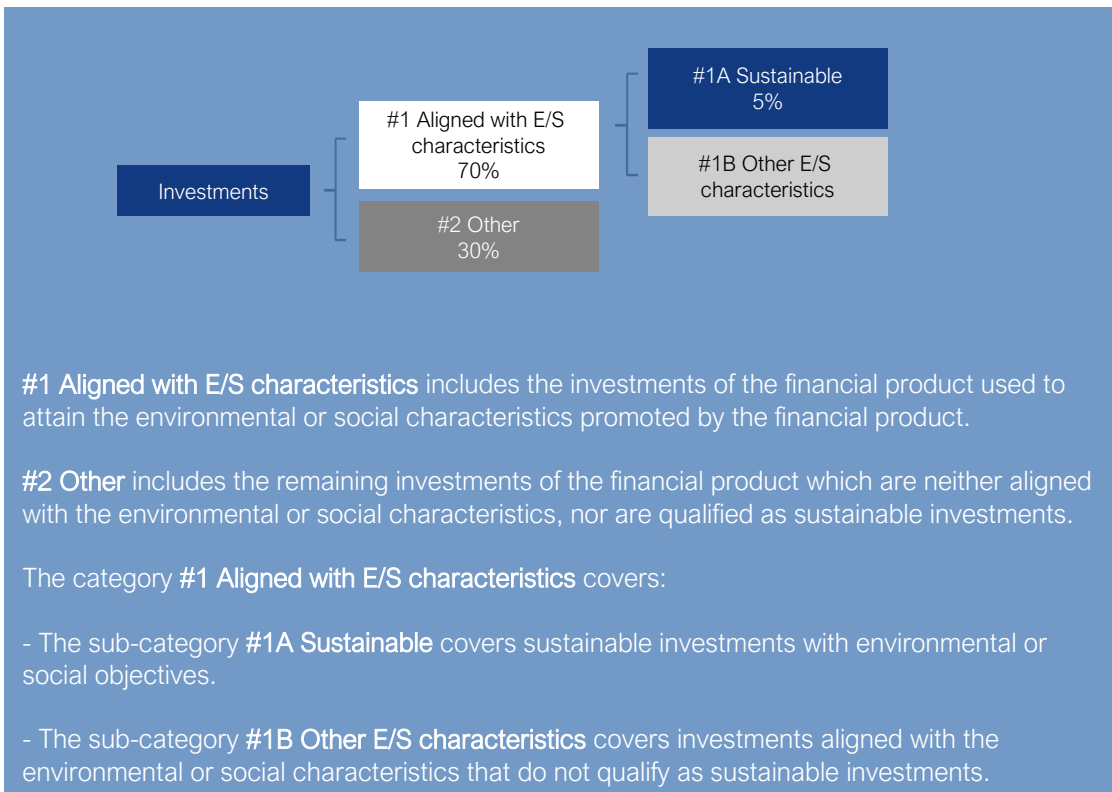 #1A Sustainable
5%
#1 Aligned with E/S
characteristics
70%
#1B Other E/S
characteristics
Investments
#2 Other
30%
#1 Aligned with E/S characteristics includes the investments of the financial product used to
attain the environmental or social characteristics promoted by the financial product.
#2 Other includes the remaining investments of the financial product which are neither aligned
with the environmental or social characteristics, nor are qualified as sustainable investments.
The category #1 Aligned with E/S characteristics covers:
- The sub-category #1A Sustainable covers sustainable investments with environmental or
social objectives.
- The sub-category #1B Other E/S characteristics covers investments aligned with the
environmental or social characteristics that do not qualify as sustainable investments.